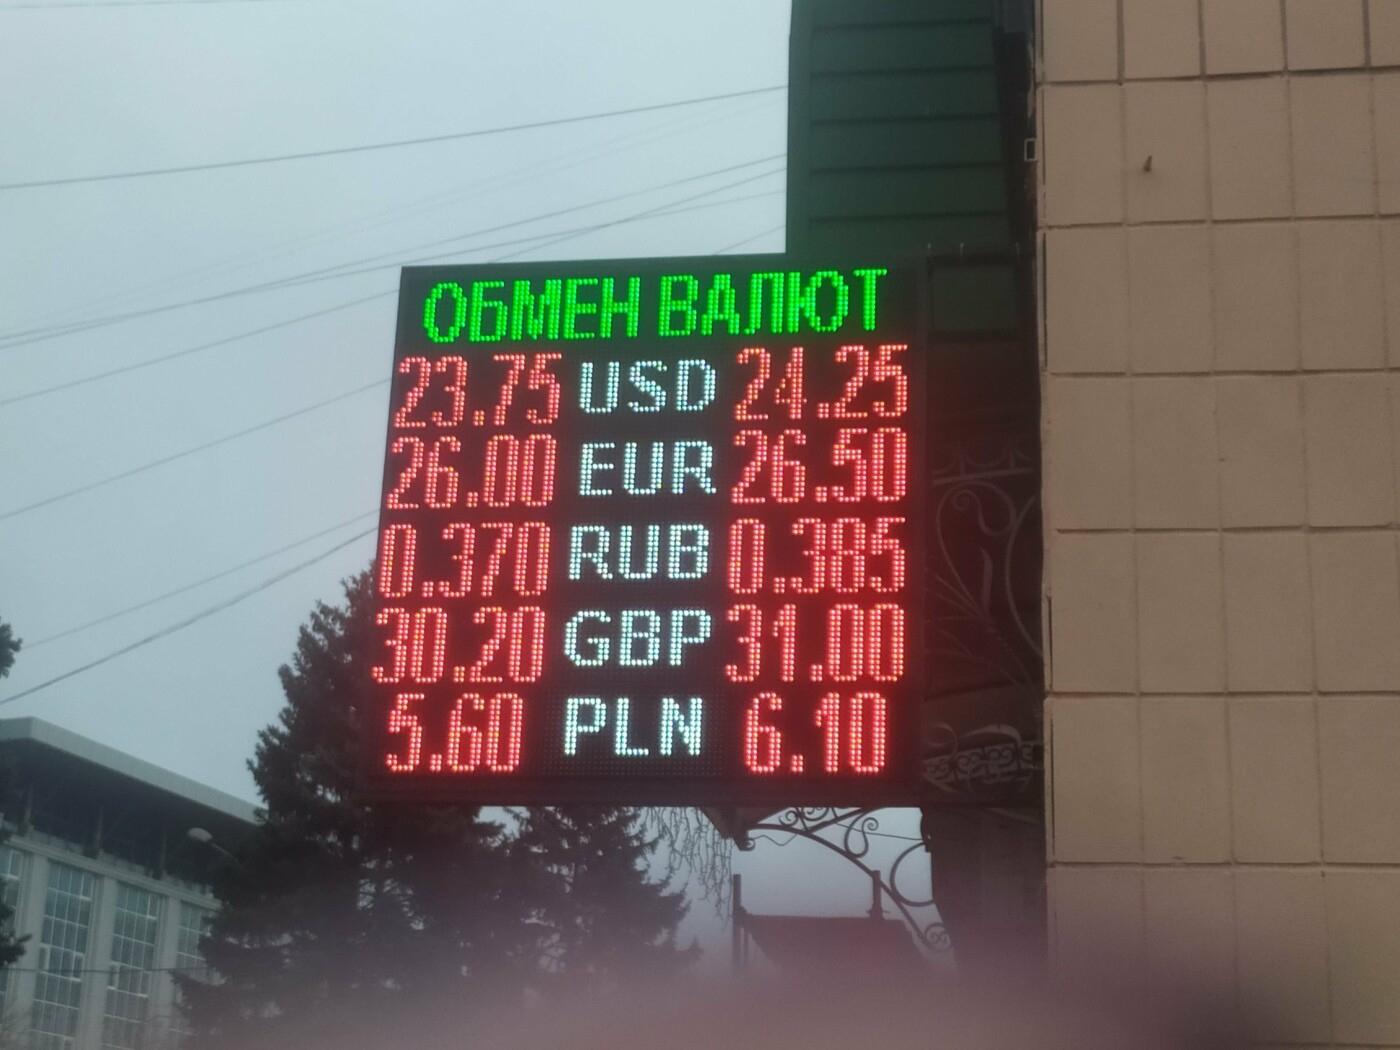 ОБМЕН ВАЛЮТ
23.75 USD 24.25
26.00 EUR 26.50
0.370 RUB 0.385
30.20 GBP 31.00
5.60 PLN 6.10